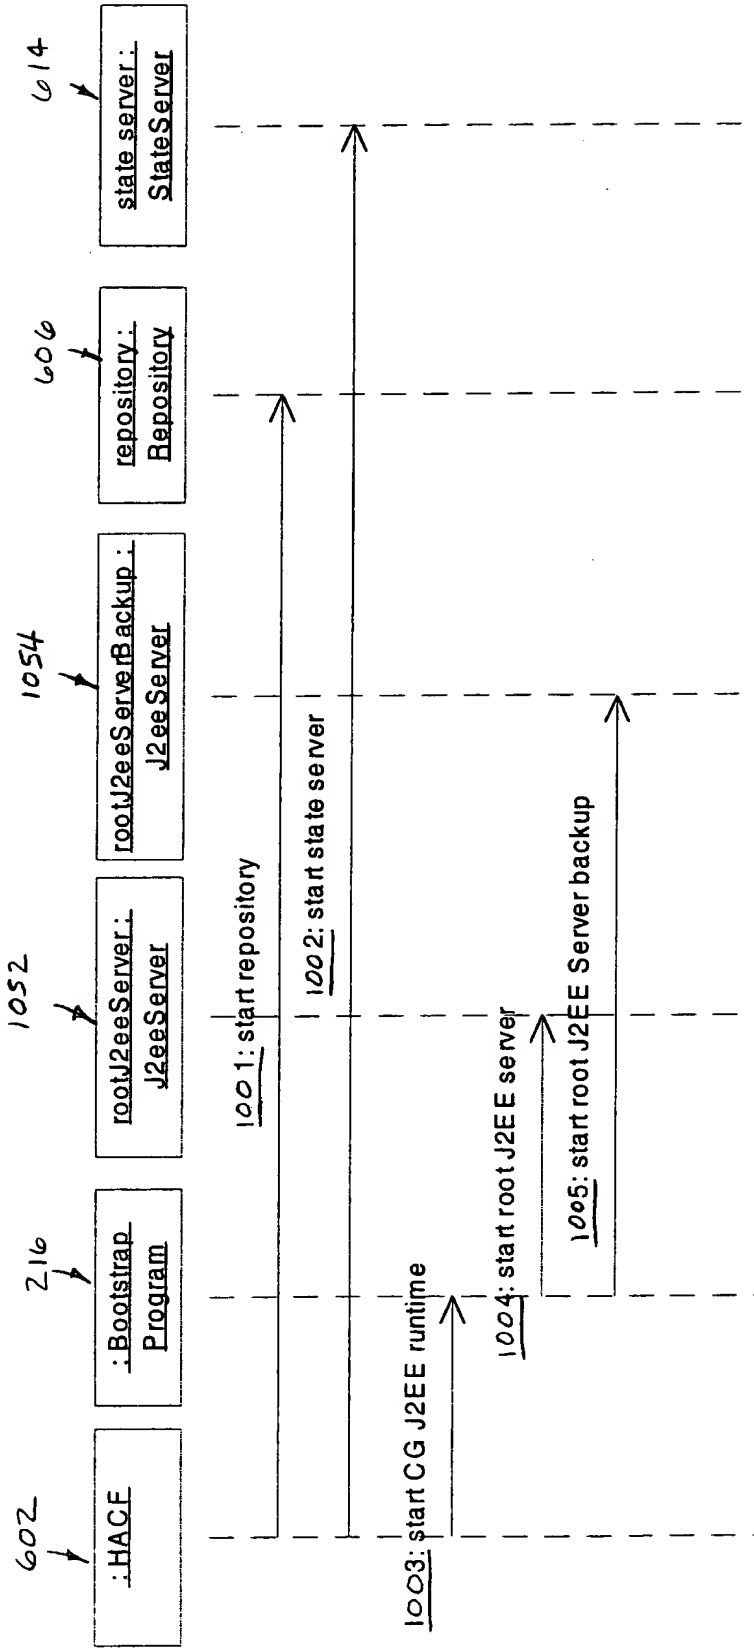 602
216
1052
1054
606
614
:HACF
:Bootstrap
Program
rootJ2eeServer:
J2eeServer
rootJ2eeServerBackup :
J2eeServer
repository:
Repository
state server:
StateServer
1001: start repository
1002: start state server
1003: start CG J2EE runtime
1004: start root J2EE server
1005: start root J2EE Server backup